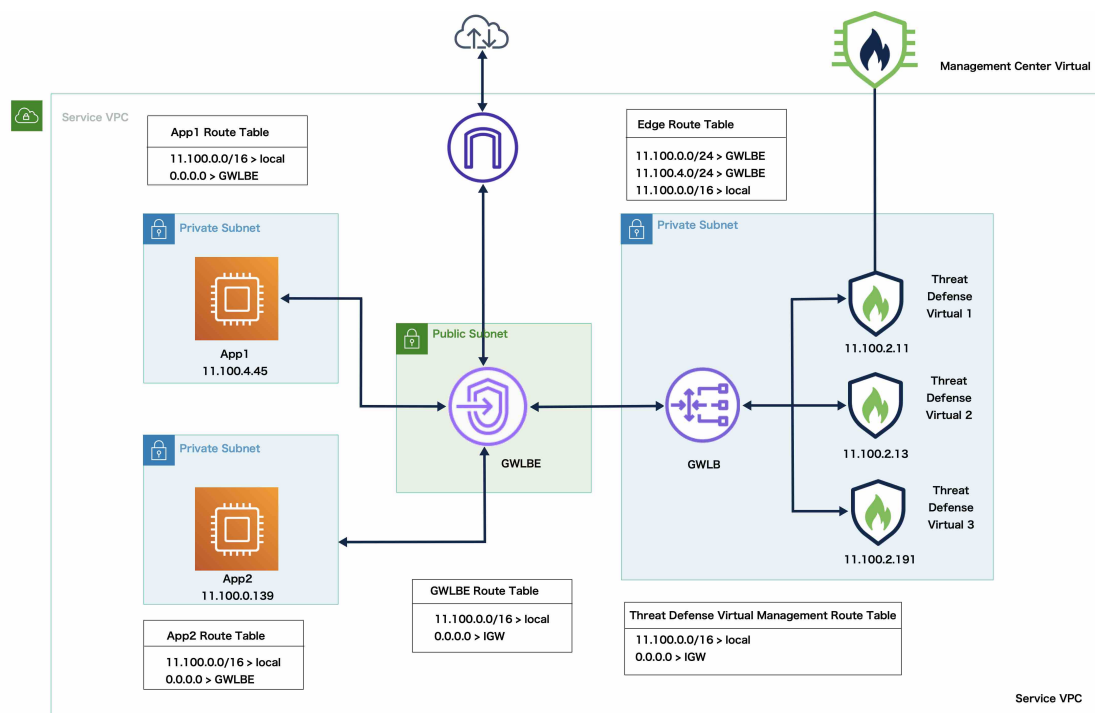 Management Center Virtual
Service VPC
App1 Route Table
11.100.0.0/16 > local
0.0.0.0 > GWLBE
Edge Route Table
11.100.0.0/24 > GWLBE
11.100.4.0/24 > GWLBE
11.100.0.0/16 > local
Private Subnet
App1
11.100.4.45
Private Subnet
App2
11.100.0.139
App2 Route Table
11.100.0.0/16 > local
0.0.0.0 > GWLBE
Public Subnet
GWLBE
GWLBE Route Table
11.100.0.0/16 > local
0.0.0.0 > IGW
Private Subnet
GWLB
Threat
Defense
Virtual 1
11.100.2.11
Threat
Defense
Virtual 2
11.100.2.13
Threat
Defense
Virtual 3
11.100.2.191
Threat Defense Virtual Management Route Table
11.100.0.0/16 > local
0.0.0.0 > IGW
Service VPC